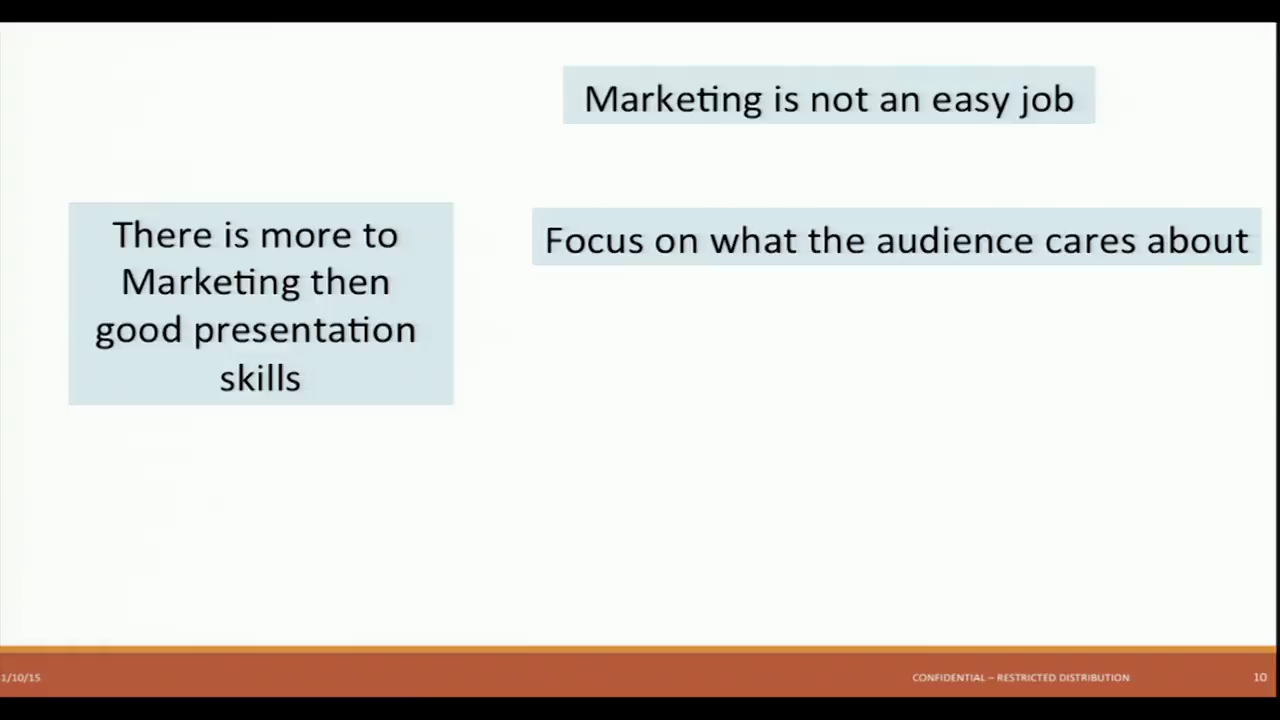 Marketing is not an easy job
There is more to
Marketing then
good presentation
skills
Focus on what the audience cares about
1/10/15
CONFIDENTIAL – RESTRICTED DISTRIBUTION
10